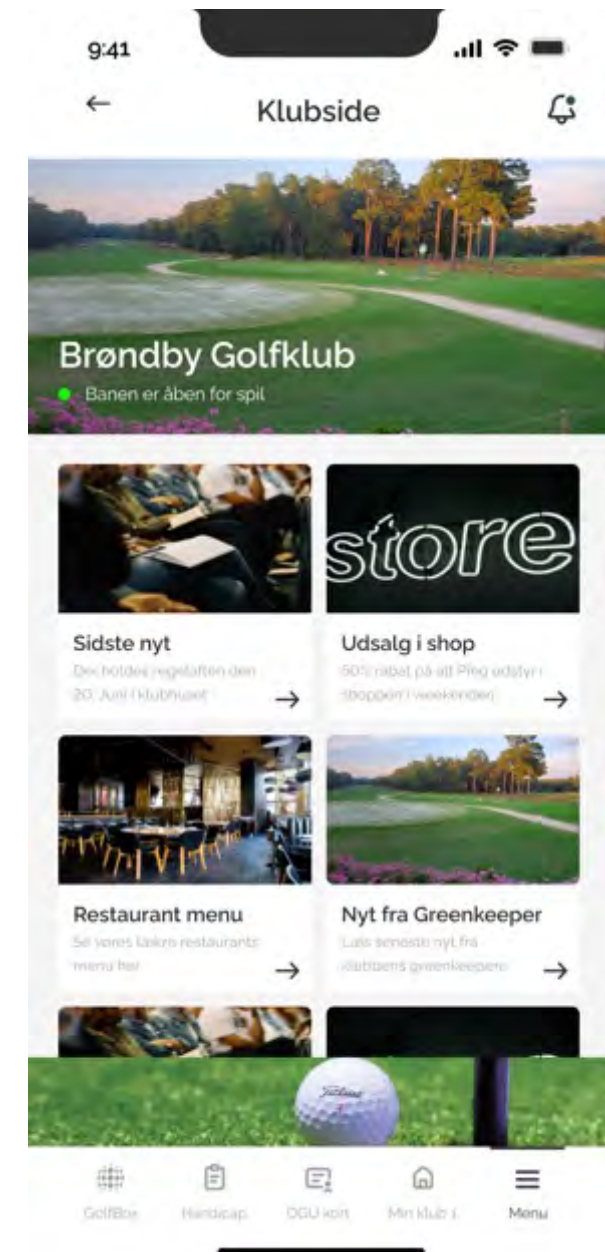 9:41
Klubside
Brøndby Golfklub
Banen er åben for spil
store
Sidste nyt
Der holdes regelaften den
20. Juni i klubhuset
Udsalg i shop
50% rabat på alt Ping udstyr i
shoppen i weekenden
Restaurant menu
Se vores lækre restaurants
menu her
Nyt fra Greenkeeper
Læs seneste nyt fra
klubbens greenkeepere
Titleist
GolfBox
Handicap
DGU kort
Min klub
Menu